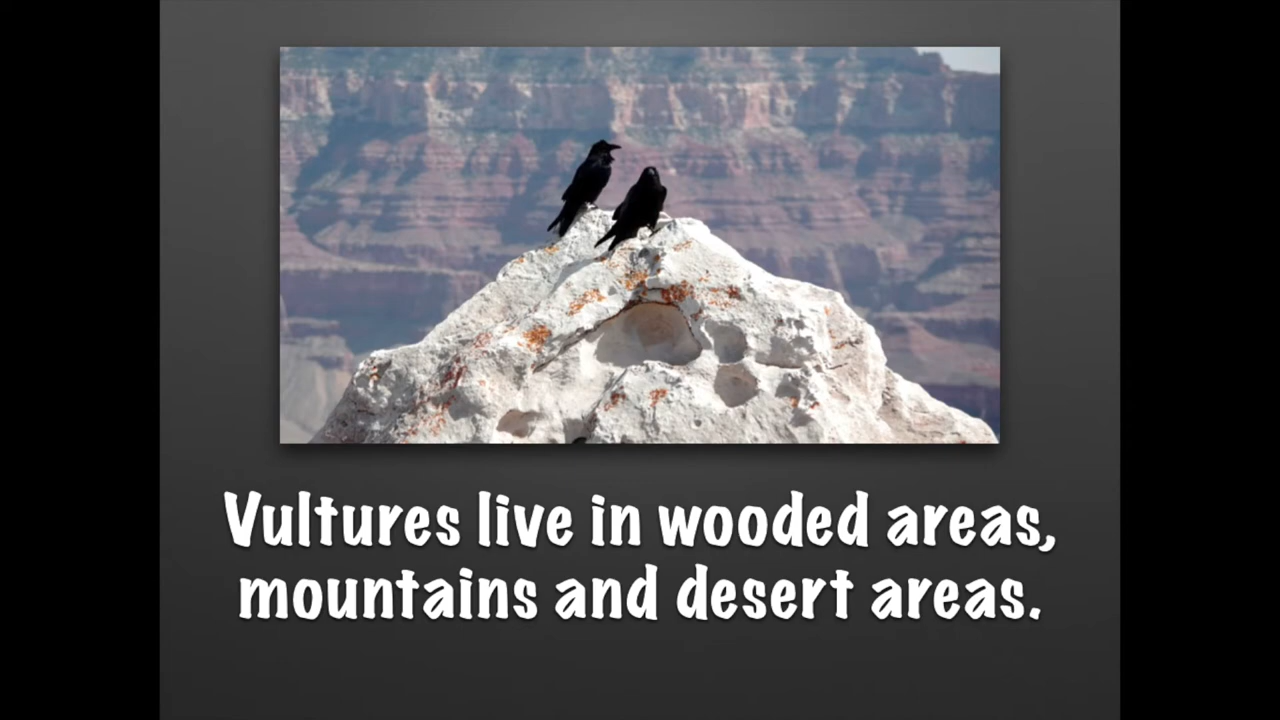 Vultures live in wooded areas,
mountains and desert areas.